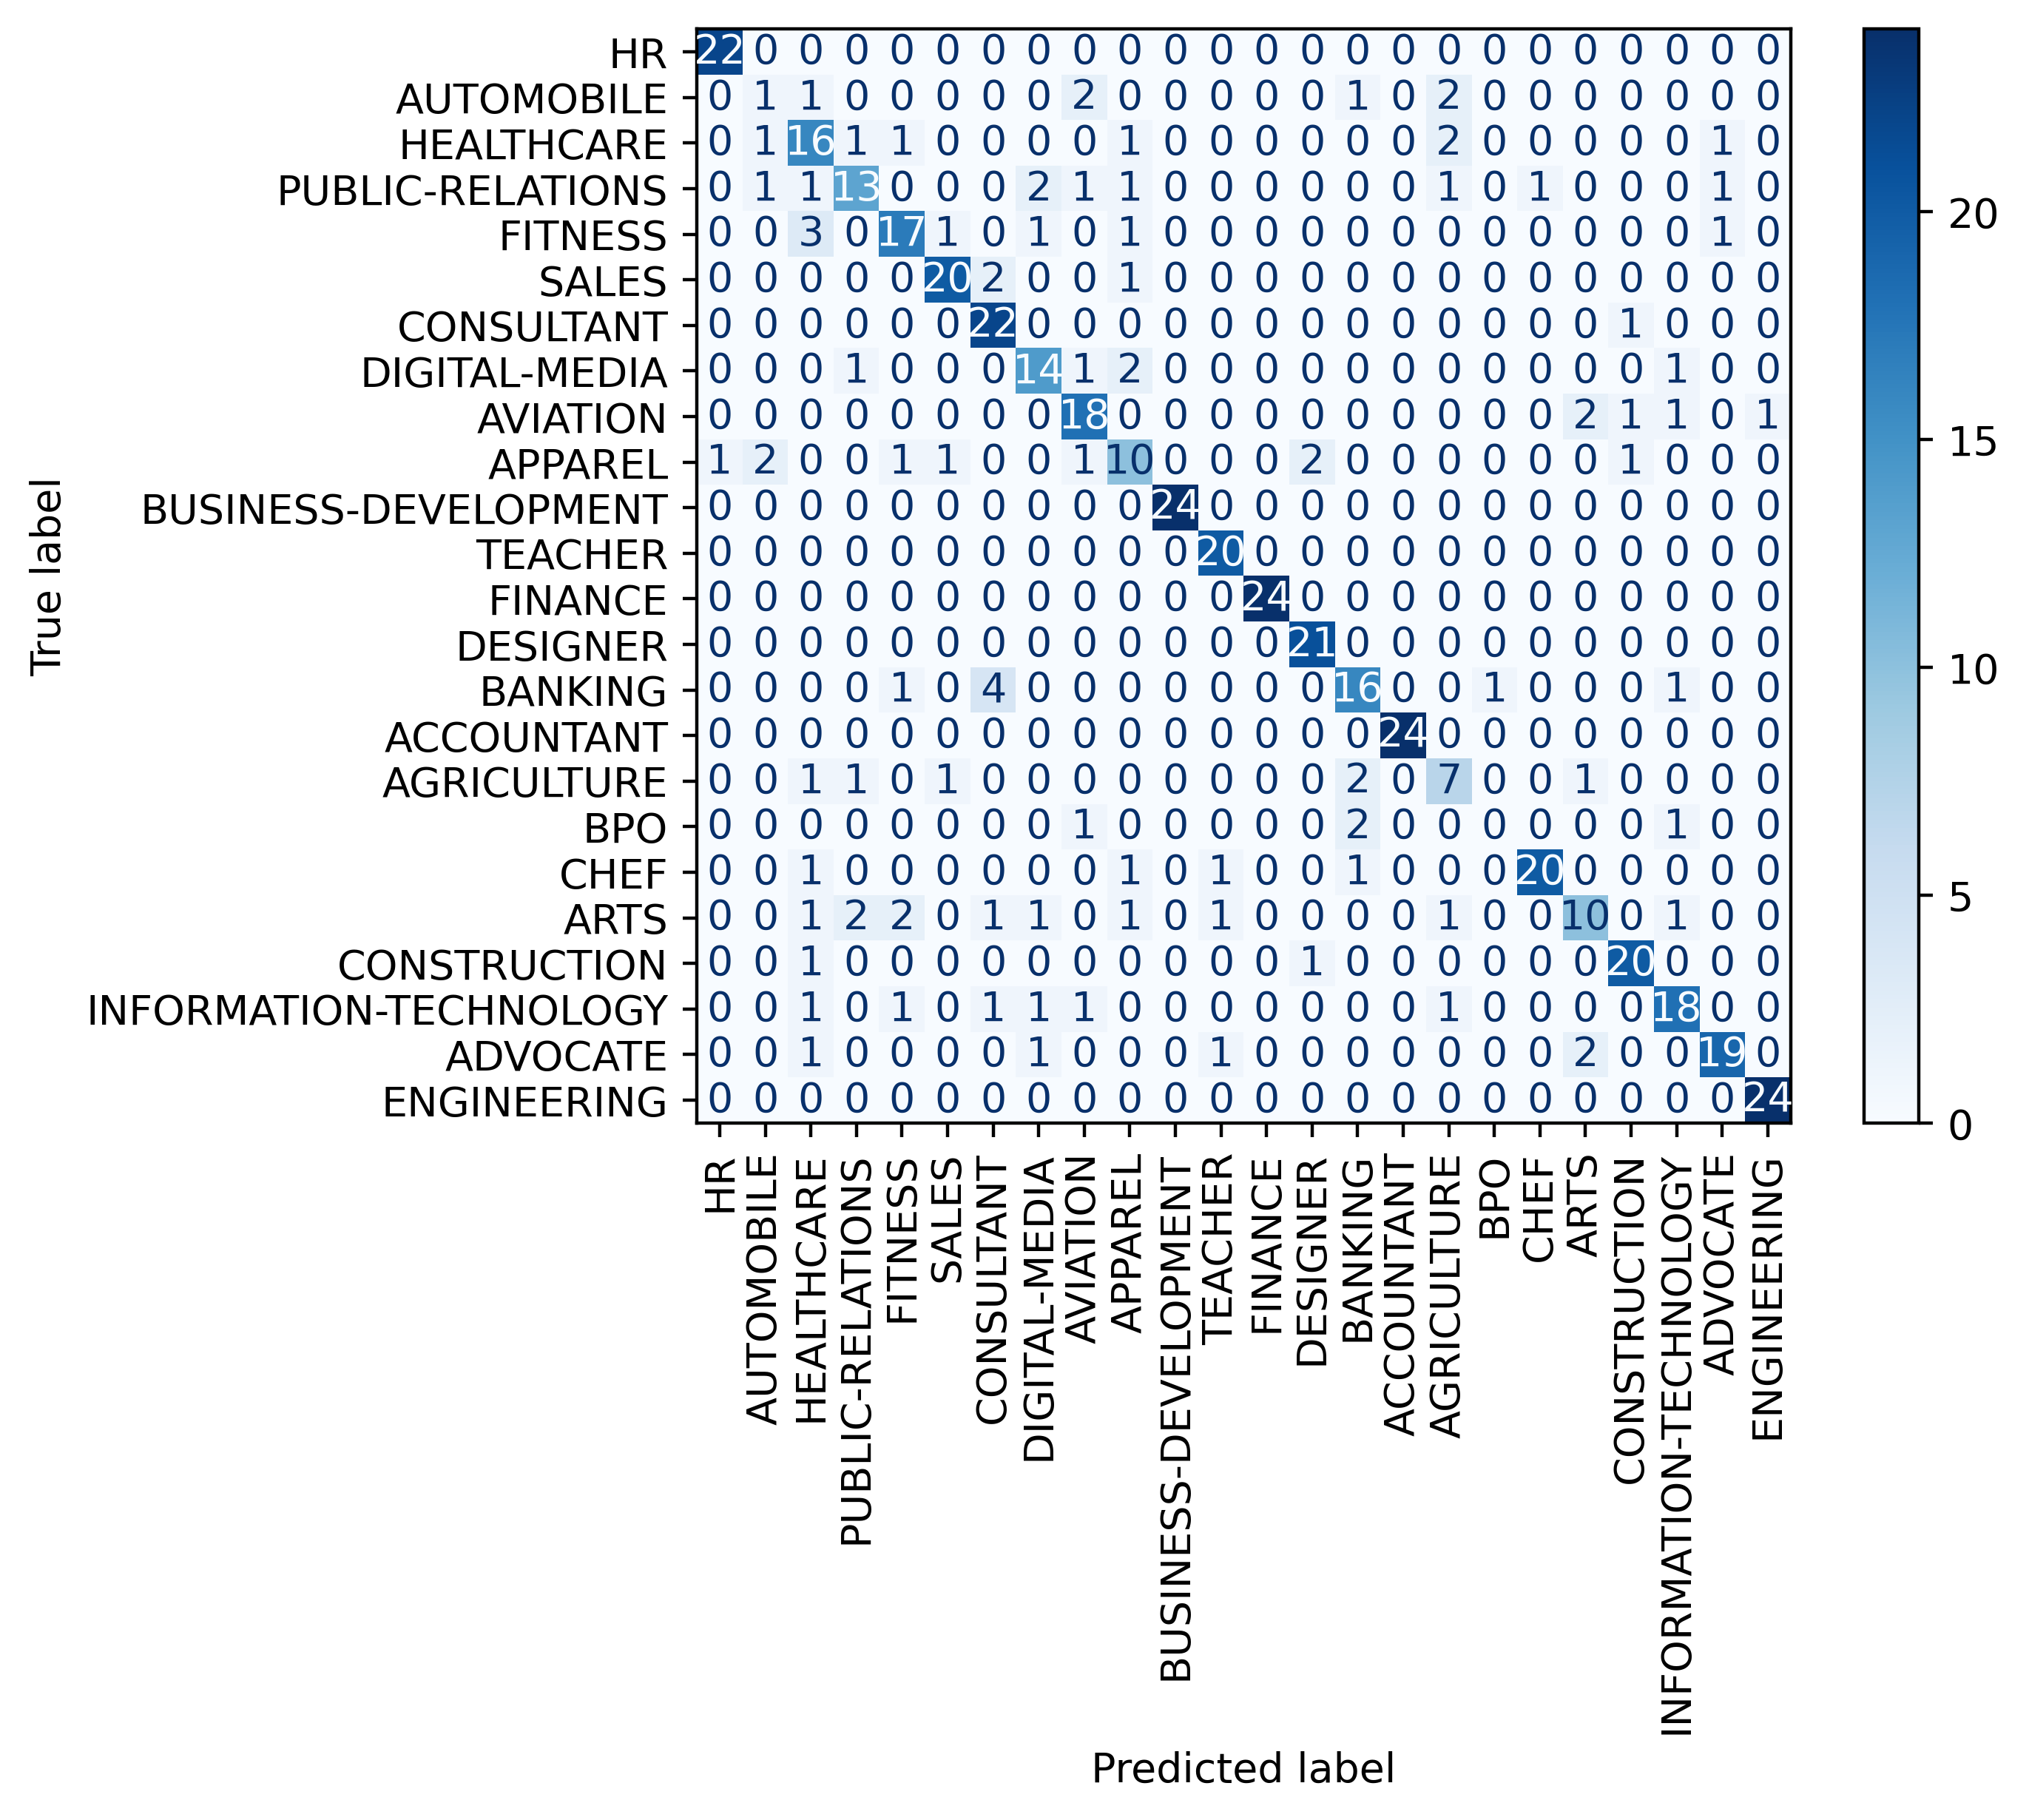 True label
HR 22 0 0 0 0 0 0 0 0 0 0 0 0 0 0 0 0 0 0 0 0 0 0 0
AUTOMOBILE 0 1 1 0 0 0 0 0 2 0 0 0 0 0 1 0 2 0 0 0 0 0 0 0
HEALTHCARE 0 1 16 1 1 0 0 0 0 1 0 0 0 0 0 0 2 0 0 0 0 0 1 0
PUBLIC-RELATIONS 0 1 1 13 0 0 0 2 1 1 0 0 0 0 0 0 1 0 1 0 0 0 1 0
FITNESS 0 0 3 0 17 1 0 1 0 1 0 0 0 0 0 0 0 0 0 0 0 0 1 0
SALES 0 0 0 0 0 20 2 0 0 1 0 0 0 0 0 0 0 0 0 0 0 0 0 0
CONSULTANT 0 0 0 0 0 0 22 0 0 0 0 0 0 0 0 0 0 0 0 0 1 0 0 0
DIGITAL-MEDIA 0 0 0 1 0 0 0 14 1 2 0 0 0 0 0 0 0 0 0 0 0 1 0 0
AVIATION 0 0 0 0 0 0 0 0 18 0 0 0 0 0 0 0 0 0 0 2 1 1 0 1
APPAREL 1 2 0 0 1 1 0 0 1 10 0 0 0 2 0 0 0 0 0 0 1 0 0 0
BUSINESS-DEVELOPMENT 0 0 0 0 0 0 0 0 0 0 24 0 0 0 0 0 0 0 0 0 0 0 0 0
TEACHER 0 0 0 0 0 0 0 0 0 0 0 20 0 0 0 0 0 0 0 0 0 0 0 0
FINANCE 0 0 0 0 0 0 0 0 0 0 0 0 24 0 0 0 0 0 0 0 0 0 0 0
DESIGNER 0 0 0 0 0 0 0 0 0 0 0 0 0 21 0 0 0 0 0 0 0 0 0 0
BANKING 0 0 0 0 1 0 4 0 0 0 0 0 0 0 16 0 0 1 0 0 0 1 0 0
ACCOUNTANT 0 0 0 0 0 0 0 0 0 0 0 0 0 0 0 24 0 0 0 0 0 0 0 0
AGRICULTURE 0 0 1 1 0 1 0 0 0 0 0 0 0 0 2 0 7 0 0 1 0 0 0 0
BPO 0 0 0 0 0 0 0 0 1 0 0 0 0 0 2 0 0 0 0 0 0 1 0 0
CHEF 0 0 1 0 0 0 0 0 0 1 0 1 0 0 1 0 0 0 20 0 0 0 0 0
ARTS 0 0 1 2 2 0 1 1 0 1 0 1 0 0 0 0 1 0 0 10 0 1 0 0
CONSTRUCTION 0 0 1 0 0 0 0 0 0 0 0 0 0 1 0 0 0 0 0 0 20 0 0 0
INFORMATION-TECHNOLOGY 0 0 1 0 1 0 1 1 1 0 0 0 0 0 0 0 1 0 0 0 0 18 0 0
ADVOCATE 0 0 1 0 0 0 0 1 0 0 0 1 0 0 0 0 0 0 0 2 0 0 19 0
ENGINEERING 0 0 0 0 0 0 0 0 0 0 0 0 0 0 0 0 0 0 0 0 0 0 0 24
HR
AUTOMOBILE
HEALTHCARE
PUBLIC-RELATIONS
FITNESS
SALES
CONSULTANT
DIGITAL-MEDIA
AVIATION
APPAREL
BUSINESS-DEVELOPMENT
TEACHER
FINANCE
DESIGNER
BANKING
ACCOUNTANT
AGRICULTURE
BPO
CHEF
ARTS
CONSTRUCTION
INFORMATION-TECHNOLOGY
ADVOCATE
ENGINEERING
Predicted label
20
15
10
5
0